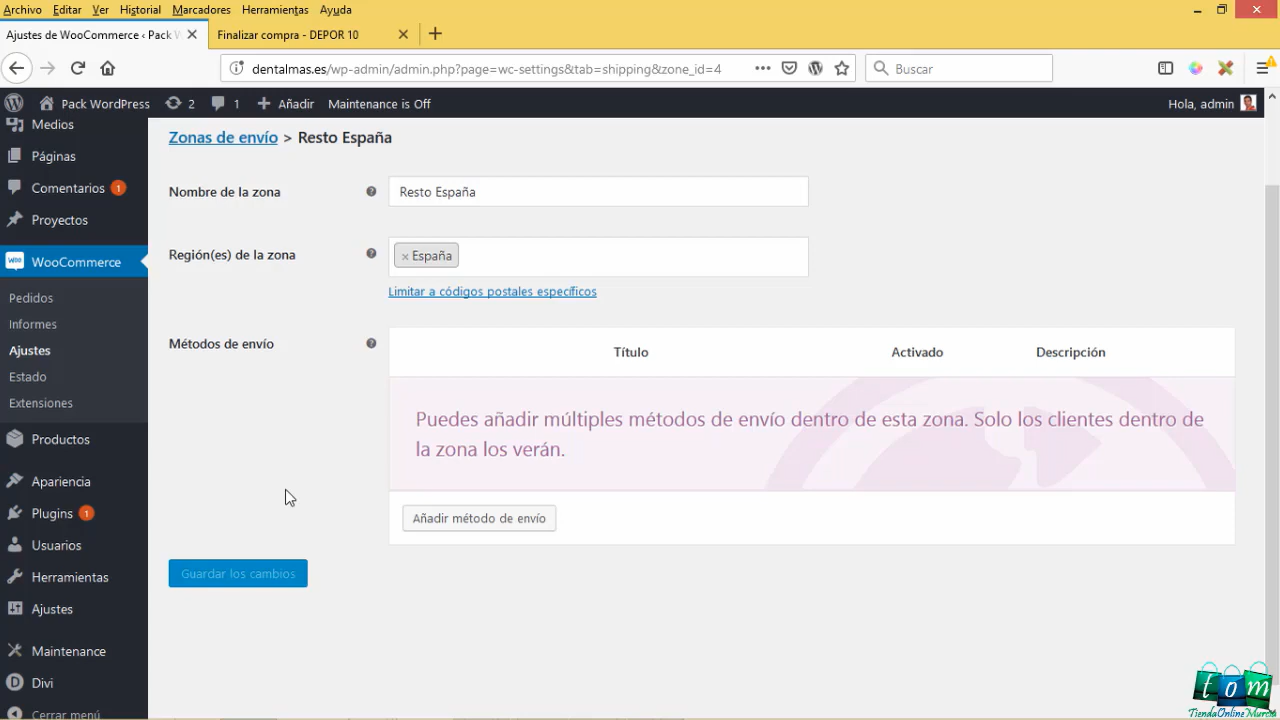 Archivo Editar Ver Historial Marcadores Herramientas Ayuda
Ajustes de WooCommerce ‹ Pack W
Finalizar compra - DEPOR 10
dentalmas.es/wp-admin/admin.php?page=wc-settings&tab=shipping&zone_id=4
Buscar
Pack WordPress 2 1 Añadir Maintenance is Off Hola, admin
Medios
Páginas
Comentarios 1
Proyectos
WooCommerce
Pedidos
Informes
Ajustes
Estado
Extensiones
Productos
Apariencia
Plugins 1
Usuarios
Herramientas
Ajustes
Maintenance
Divi
Cerrar menú
Zonas de envío > Resto España
Nombre de la zona
Resto España
Región(es) de la zona
× España
Limitar a códigos postales específicos
Métodos de envío
Título Activado Descripción
Puedes añadir múltiples métodos de envío dentro de esta zona. Solo los clientes dentro de
la zona los verán.
Añadir método de envío
Guardar los cambios
tom
TiendaOnlineMurcia